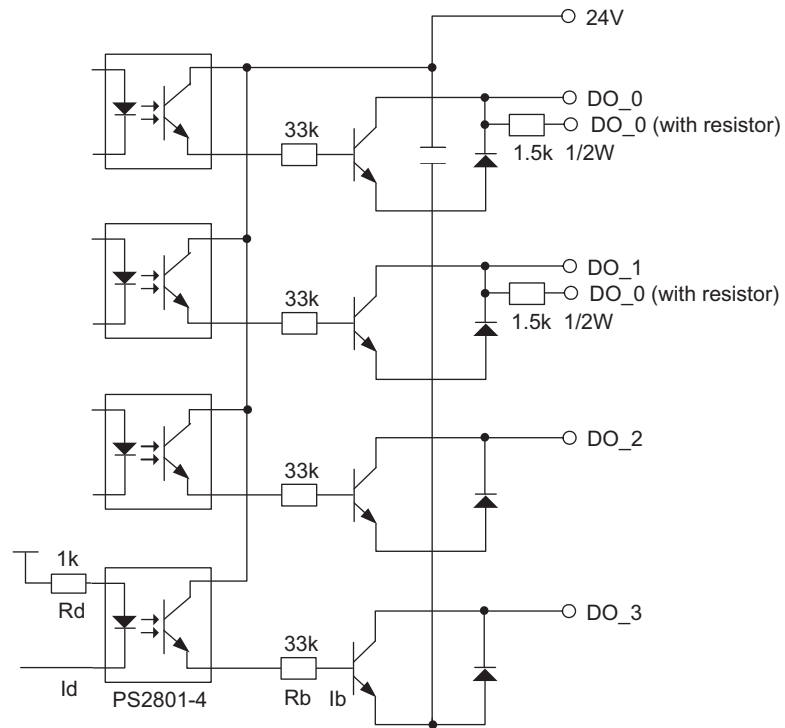 24V
DO_0
33k
DO_0 (with resistor)
1.5k 1/2W
DO_1
33k
DO_0 (with resistor)
1.5k 1/2W
DO_2
33k
1k
Rd
DO_3
33k
Id
PS2801-4
Rb
Ib